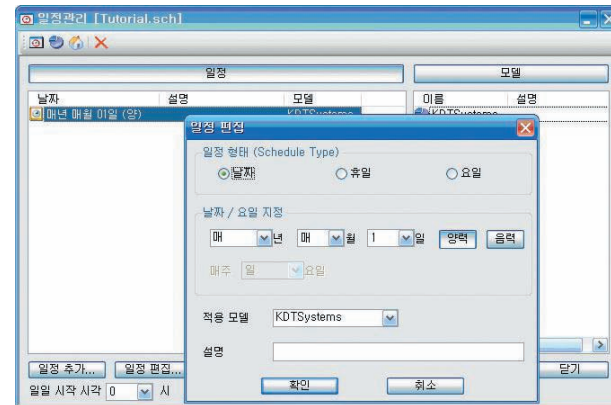 일정관리 [Tutorial.sch]
일정 모델
날짜 설명 모델 이름 설명
매년 매월 01일 (양) KDTSystems KDTSystems
일정 편집
일정 형태 (Schedule Type)
날짜 휴일 요일
날짜 / 요일 지정
매 년 매 월 1 일 양력 음력
매주 일 요일
적용 모델 KDTSystems
설명
일정 추가... 일정 편집... 닫기
확인 취소
일일 시작 시각 0 시